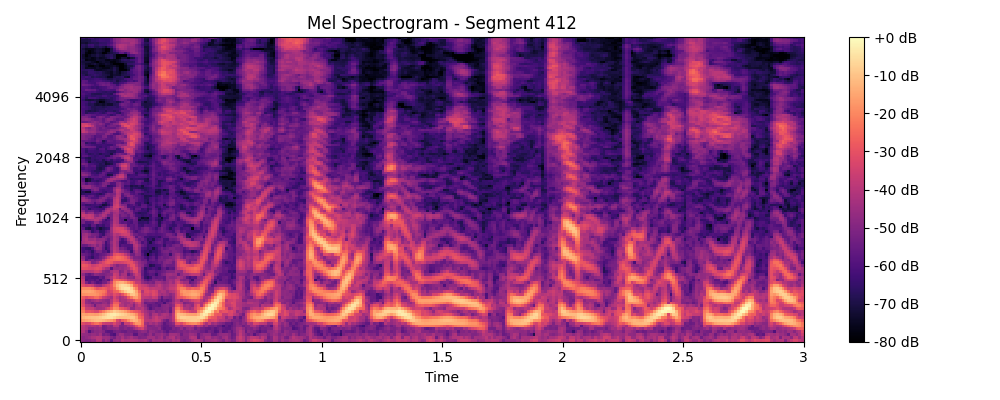 Mel Spectrogram - Segment 412
Frequency
4096
2048
1024
512
0
0
0.5
1
1.5
2
2.5
3
Time
+0 dB
-10 dB
-20 dB
-30 dB
-40 dB
-50 dB
-60 dB
-70 dB
-80 dB